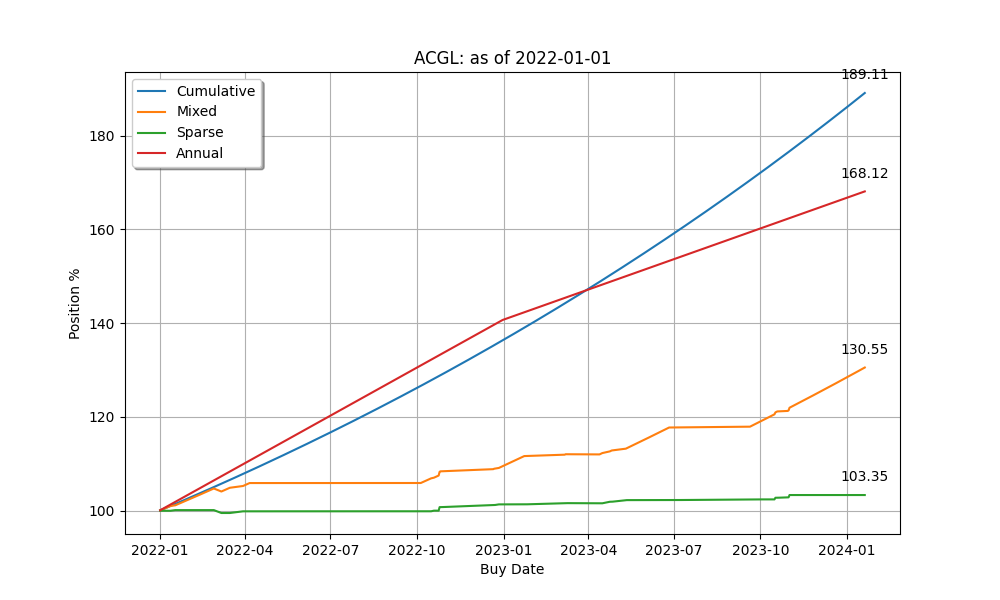 ACGL: as of 2022-01-01
189.11
Cumulative
Mixed
Sparse
Annual
180
168.12
160
Position %
140
130.55
120
103.35
100
2022-01 2022-04 2022-07 2022-10 2023-01 2023-04 2023-07 2023-10 2024-01
Buy Date